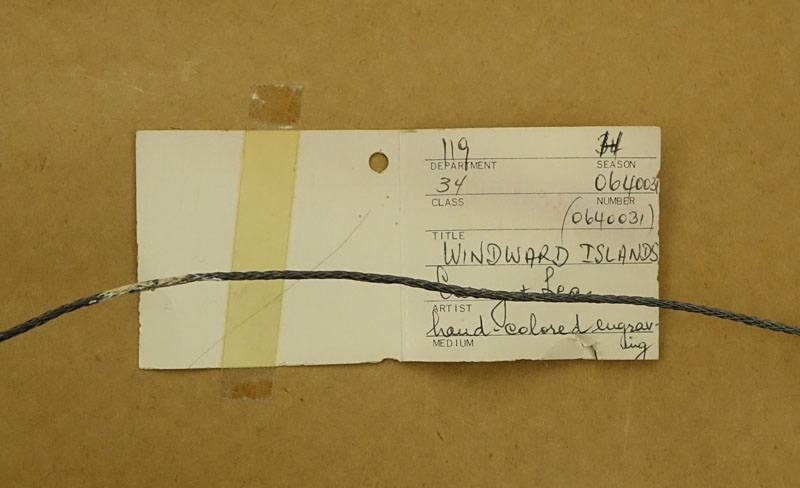 119
DEPARTMENT SEASON
34 0640031
CLASS NUMBER
(0640031)
TITLE
WINDWARD ISLANDS
ARTIST
hand-colored engrav-
ing
MEDIUM